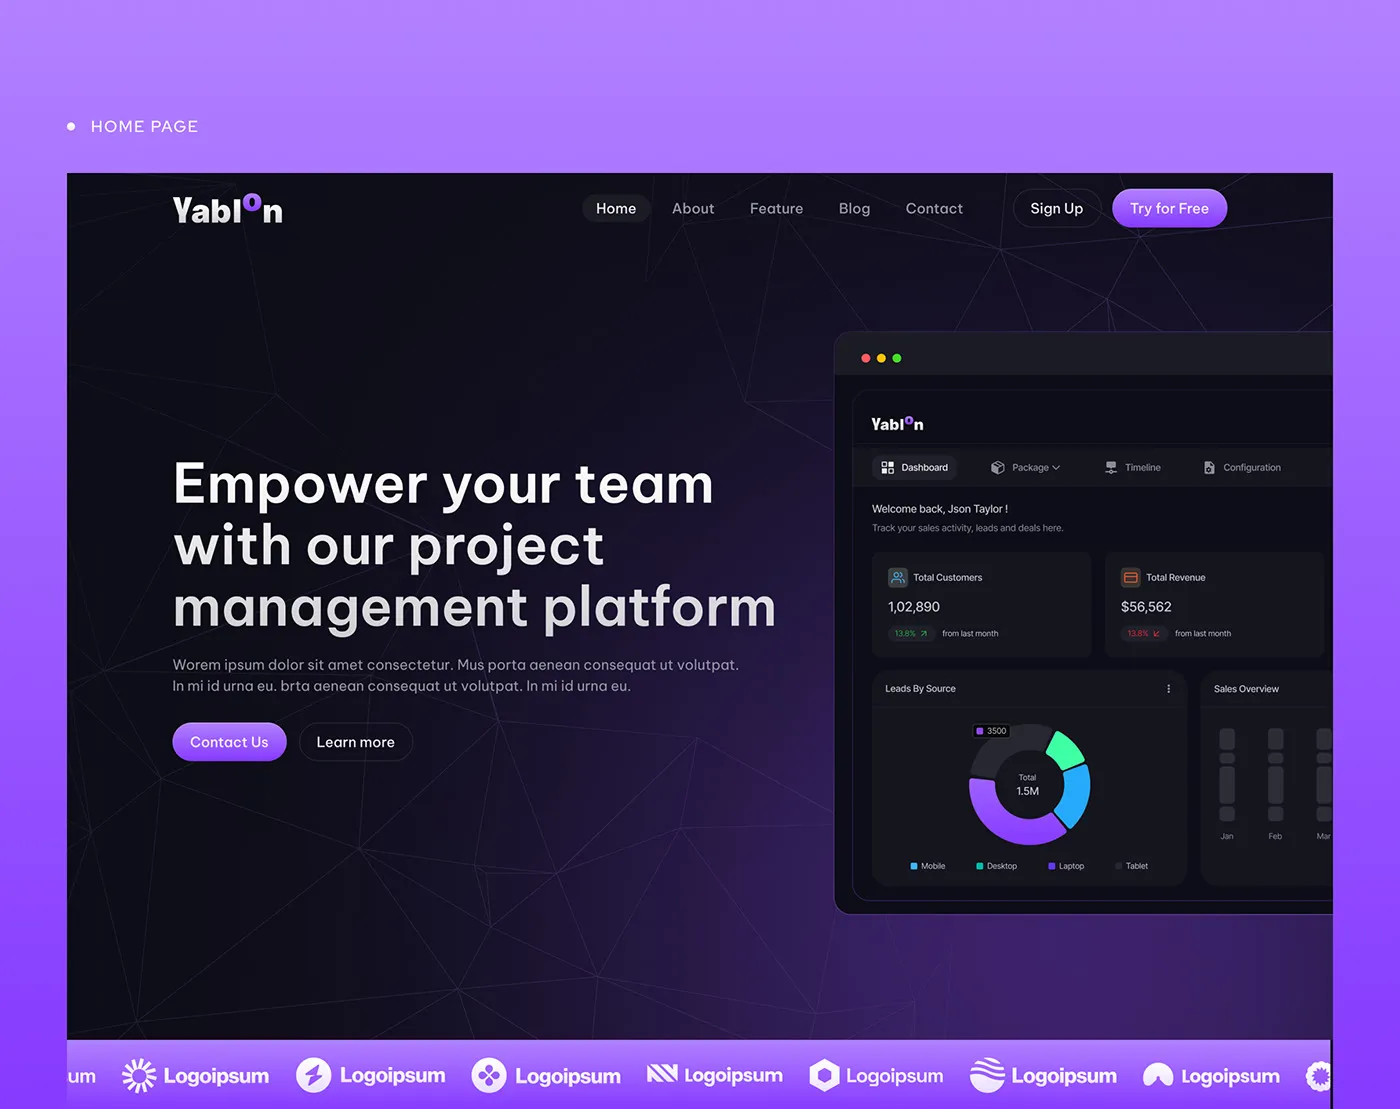 HOME PAGE
Yablon
Home
About
Feature
Blog
Contact
Sign Up
Try for Free
Empower your team
with our project
management platform
Worem ipsum dolor sit amet consectetur. Mus porta aenean consequat ut volutpat.
In mi id urna eu. brta aenean consequat ut volutpat. In mi id urna eu.
Contact Us
Learn more
Yablon
Dashboard
Package
Timeline
Configuration
Welcome back, Json Taylor !
Track your sales activity, leads and deals here.
Total Customers
1,02,890
13.8%
from last month
Total Revenue
$56,562
13.8%
from last month
Leads By Source
3500
Total
1.5M
Mobile
Desktop
Laptop
Tablet
Sales Overview
Jan
Feb
Mar
um
Logoipsum
Logoipsum
Logoipsum
Logoipsum
Logoipsum
Logoipsum
Logoipsum